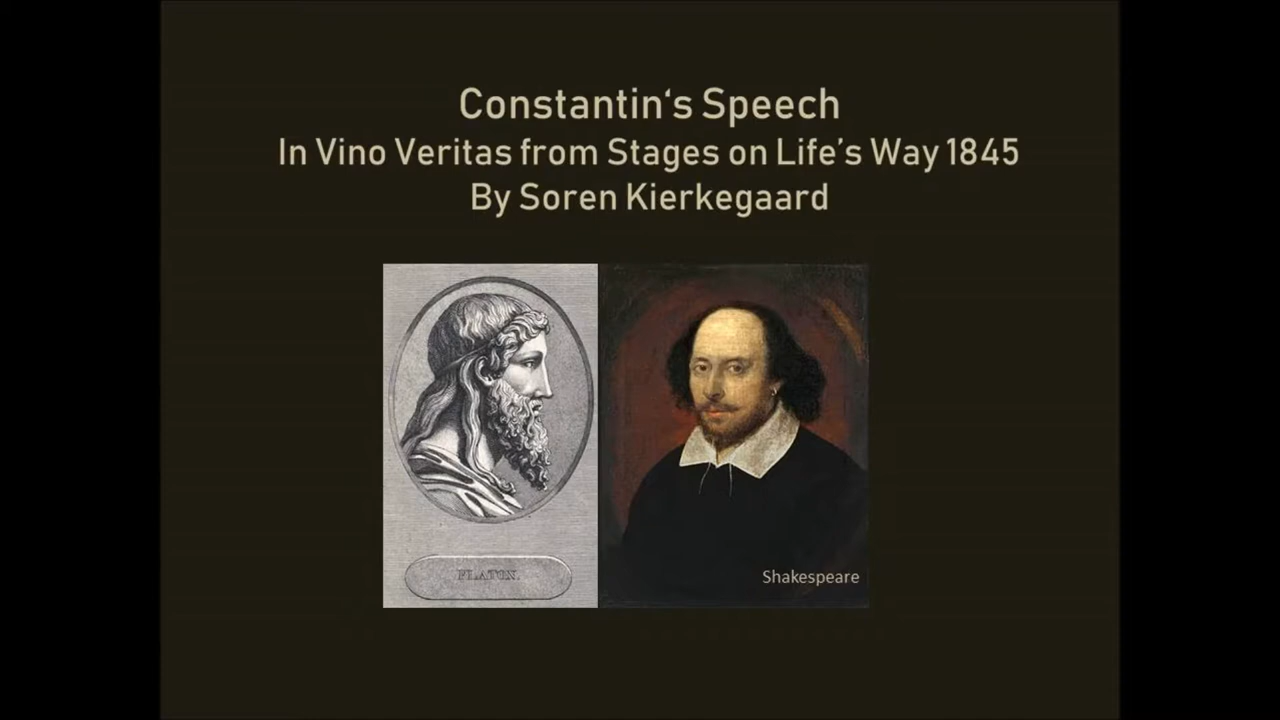 Constantin‘s Speech
In Vino Veritas from Stages on Life’s Way 1845
By Soren Kierkegaard
PLATON.
Shakespeare